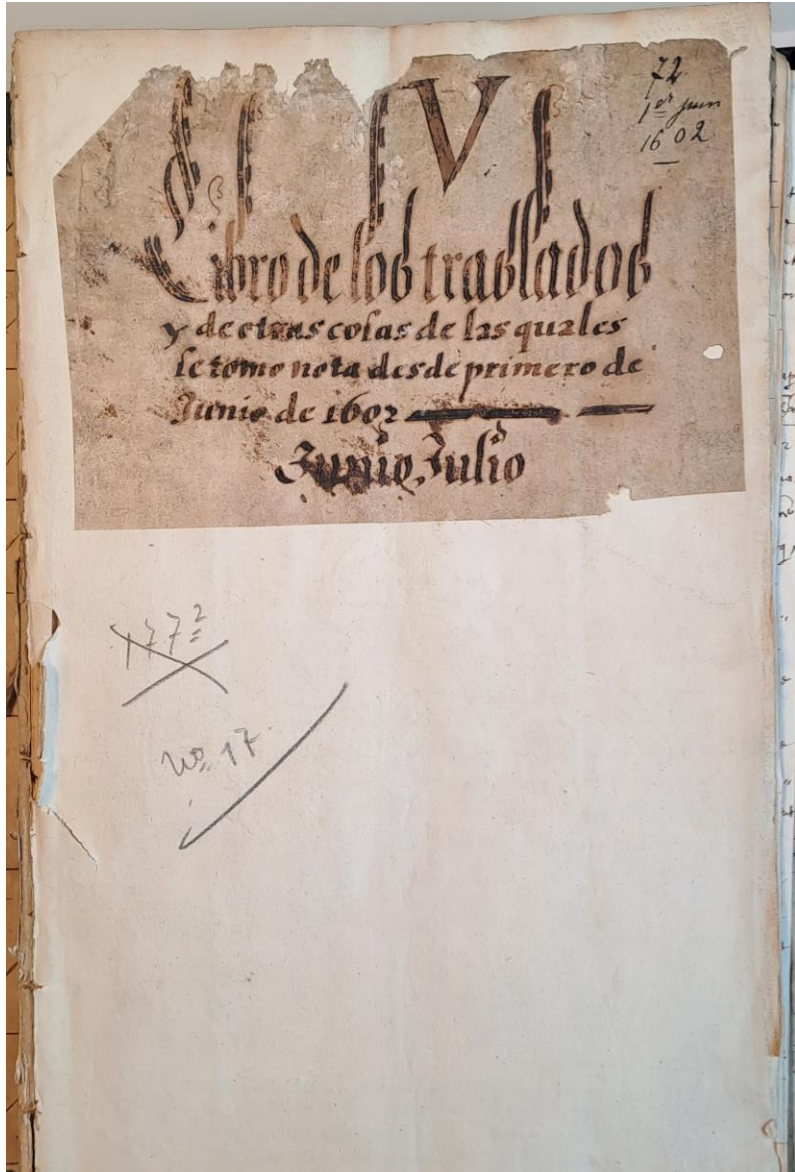 72
1er juin
1602
V
Libro de los traslados
y de otras cosas de las quales
se tomo nota desde primero de
Junio de 1602
Junio Julio
177²
No. 17